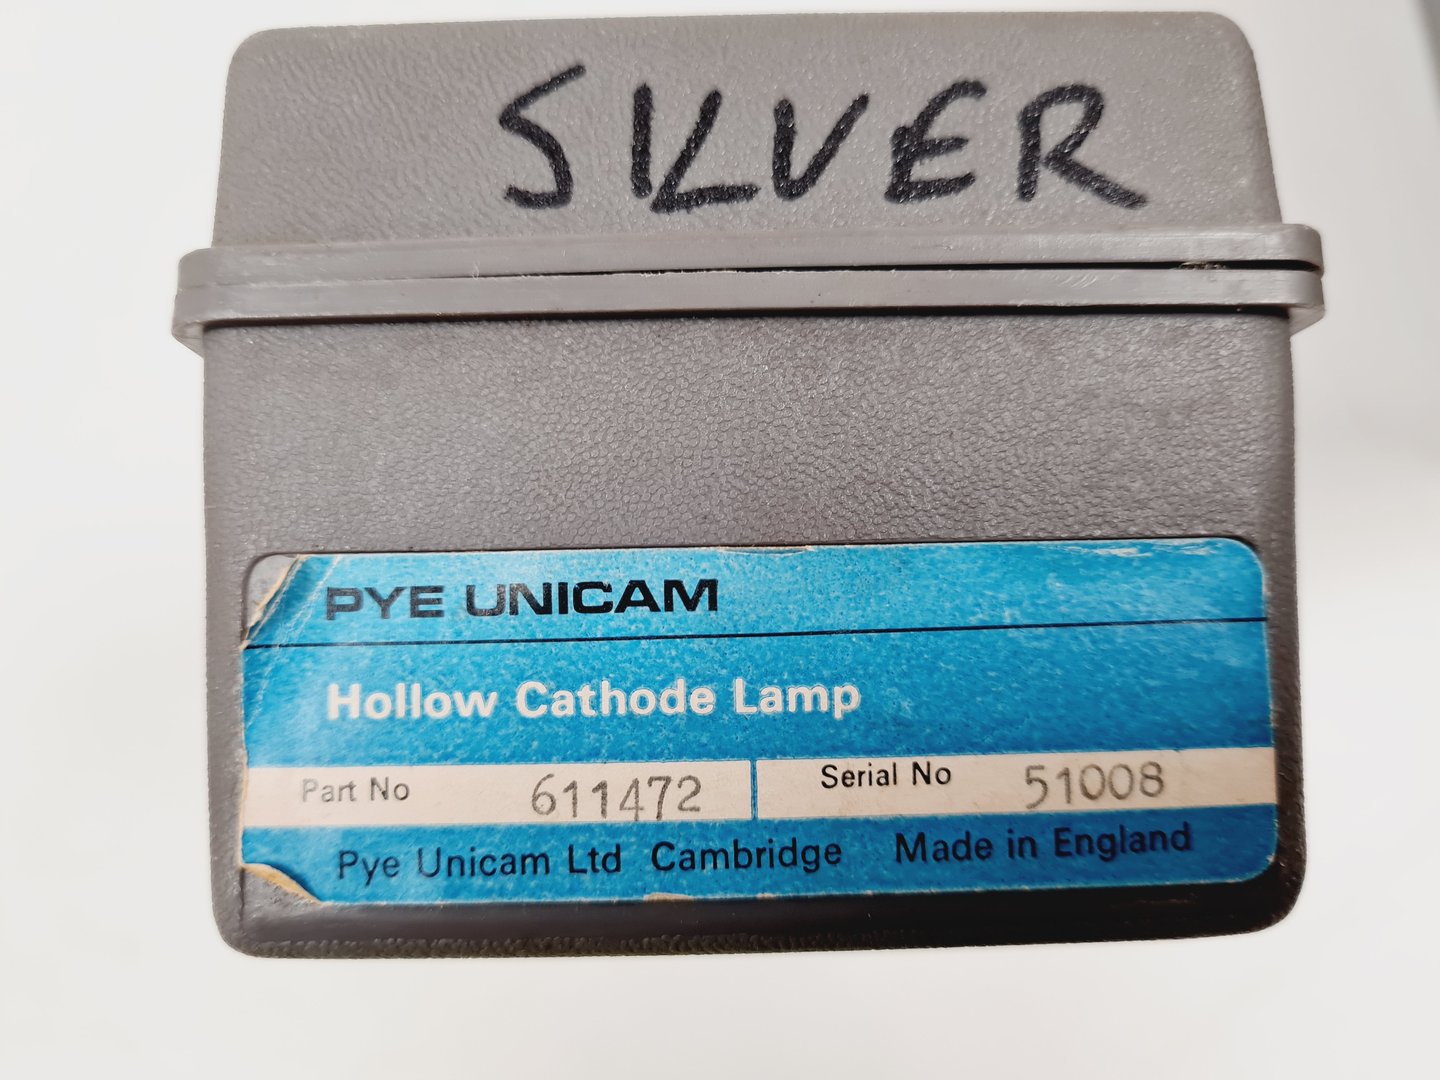 SILVER
PYE UNICAM
Hollow Cathode Lamp
Part No 611472 Serial No 51008
Pye Unicam Ltd Cambridge Made in England